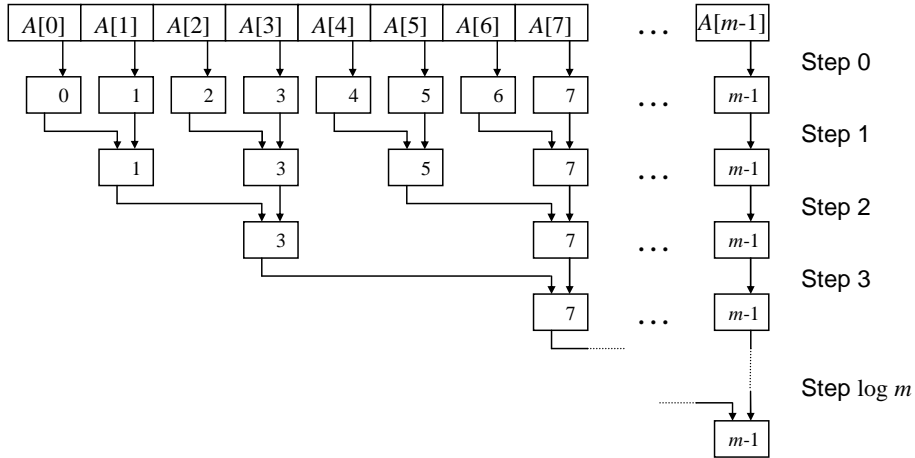 A[0] A[1] A[2] A[3] A[4] A[5] A[6] A[7] ... A[m-1]
Step 0
0 1 2 3 4 5 6 7 ... m-1
Step 1
1 3 5 7 ... m-1
Step 2
3 7 ... m-1
Step 3
7 ... m-1
Step log m
m-1